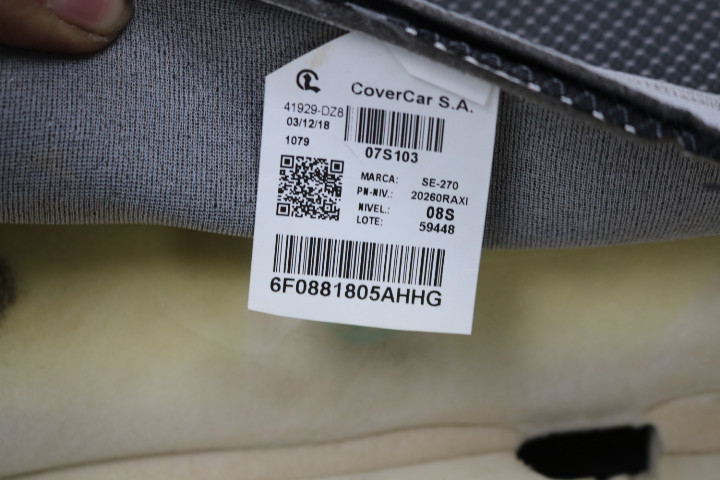 CoverCar S.A.
41929-DZ8
03/12/18
1079
07S103
MARCA: SE-270
PN-NIV.: 20260RAXI
NIVEL.: 08S
LOTE: 59448
6F0881805AHHG